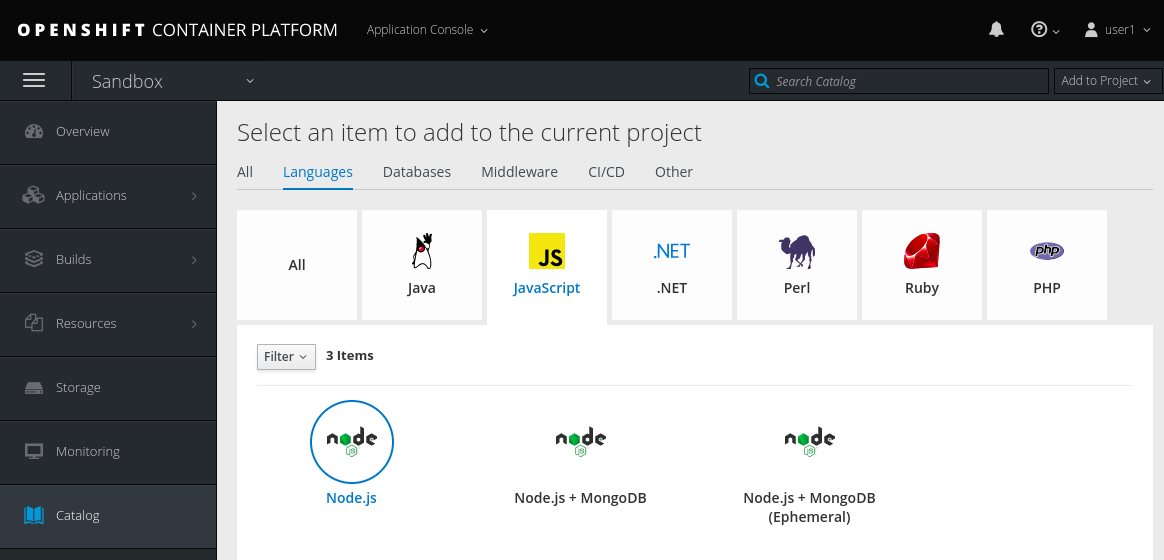 OPENSHIFT CONTAINER PLATFORM Application Console user1
Sandbox Search Catalog Add to Project
Overview
Applications
Builds
Resources
Storage
Monitoring
Catalog
Select an item to add to the current project
All Languages Databases Middleware CI/CD Other
JS .NET php
All Java JavaScript .NET Perl Ruby PHP
Filter 3 Items
node JS node JS node JS
Node.js Node.js + MongoDB Node.js + MongoDB
(Ephemeral)